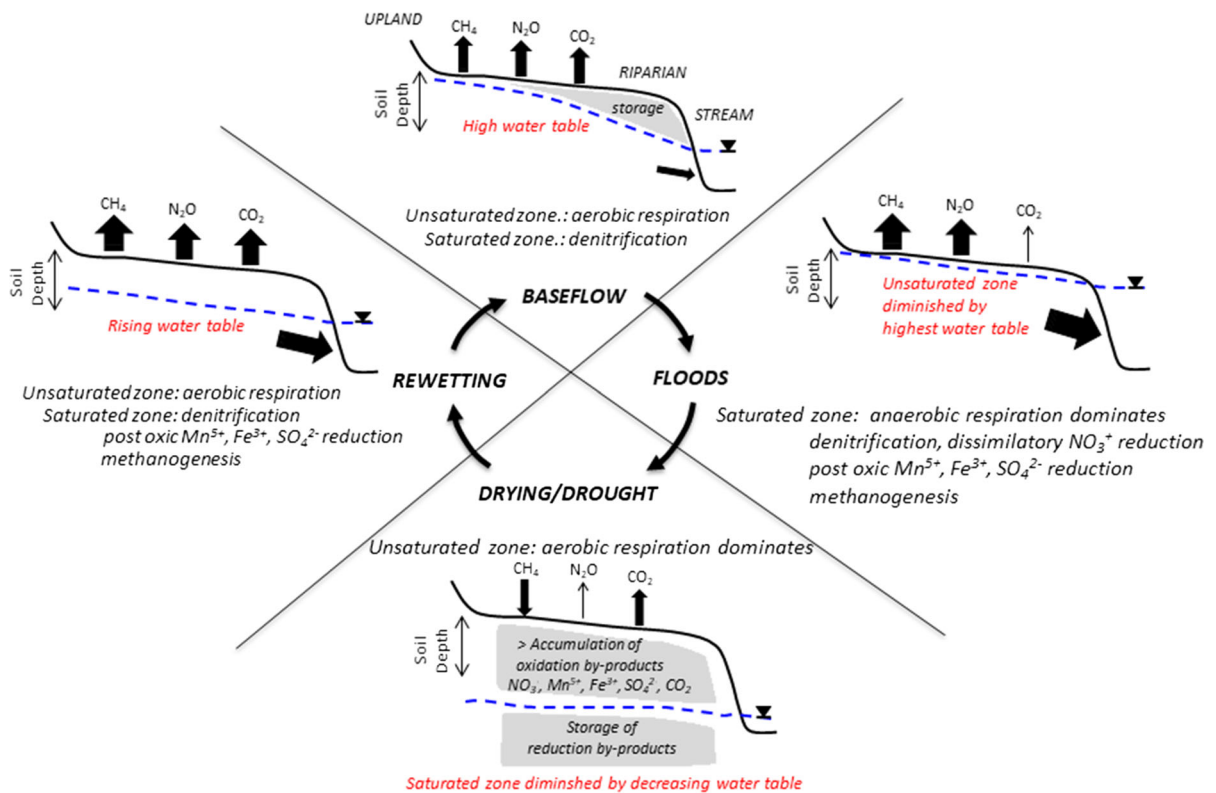 UPLAND
CH₄
N₂O
CO₂
RIPARIAN
storage
STREAM
Soil
Depth
High water table
Unsaturated zone.: aerobic respiration
Saturated zone.: denitrification
CH₄
N₂O
CO₂
Soil
Depth
Rising water table
Unsaturated zone: aerobic respiration
Saturated zone: denitrification
post oxic Mn⁵⁺, Fe³⁺, SO₄²⁻ reduction
methanogenesis
CH₄
N₂O
CO₂
Soil
Depth
Unsaturated zone
diminished by
highest water table
Saturated zone: anaerobic respiration dominates
denitrification, dissimilatory NO₃⁺ reduction
post oxic Mn⁵⁺, Fe³⁺, SO₄²⁻ reduction
methanogenesis
BASEFLOW
REWETTING
FLOODS
DRYING/DROUGHT
Unsaturated zone: aerobic respiration dominates
CH₄
N₂O
CO₂
Soil
Depth
> Accumulation of
oxidation by-products
NO₃⁻, Mn⁵⁺, Fe³⁺, SO₄²⁻, CO₂
Storage of
reduction by-products
Saturated zone diminshed by decreasing water table